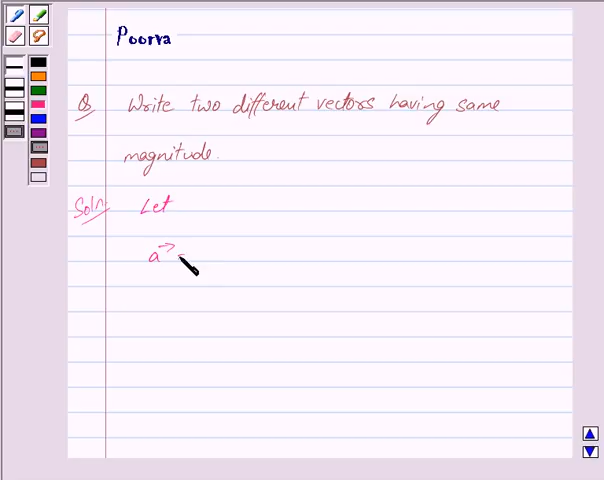 Poorva
Q Write two different vectors having same
magnitude.
Soln: Let
a→